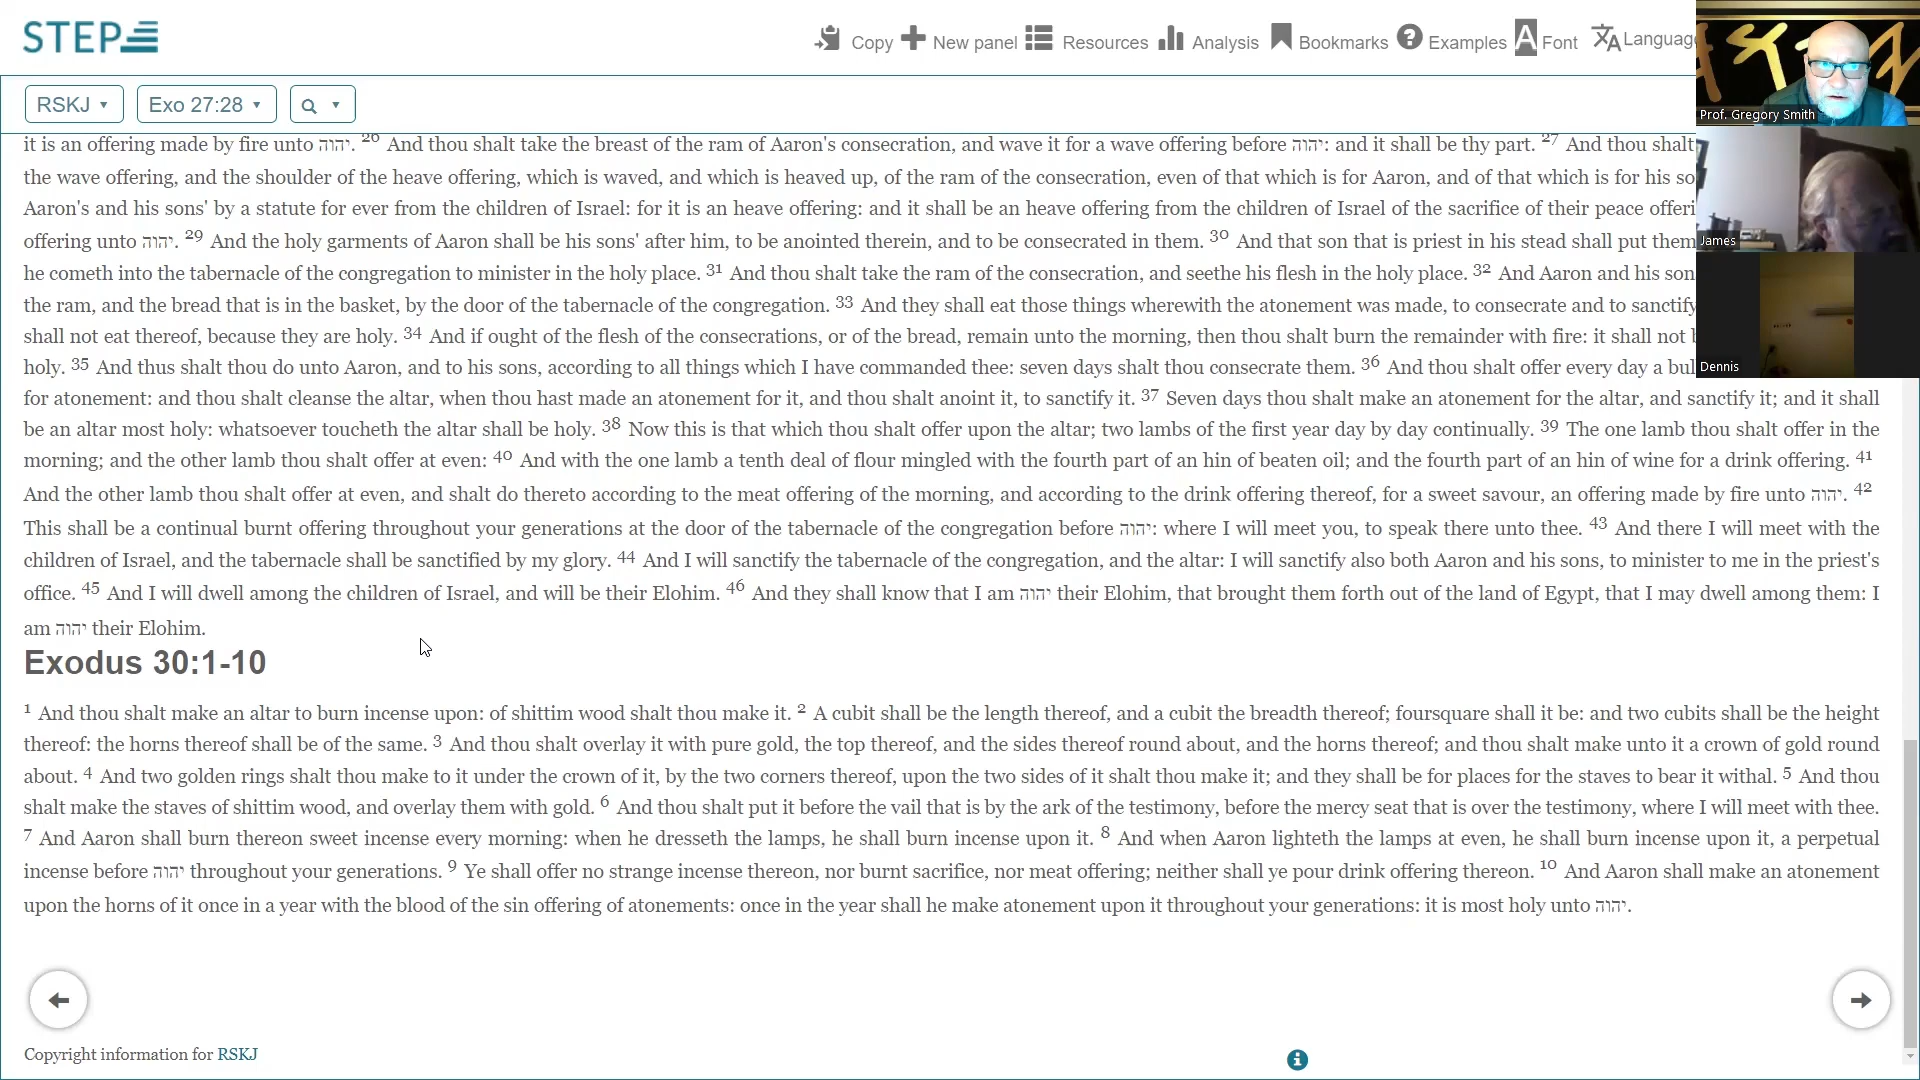 STEP
Copy New panel Resources Analysis Bookmarks Examples Font Languag
RSKJ Exo 27:28
it is an offering made by fire unto יהוה. 26 And thou shalt take the breast of the ram of Aaron's consecration, and wave it for a wave offering before יהוה: and it shall be thy part. 27 And thou shalt
the wave offering, and the shoulder of the heave offering, which is waved, and which is heaved up, of the ram of the consecration, even of that which is for Aaron, and of that which is for his so
Aaron's and his sons' by a statute for ever from the children of Israel: for it is an heave offering: and it shall be an heave offering from the children of Israel of the sacrifice of their peace offeri
offering unto יהוה. 29 And the holy garments of Aaron shall be his sons' after him, to be anointed therein, and to be consecrated in them. 30 And that son that is priest in his stead shall put them
he cometh into the tabernacle of the congregation to minister in the holy place. 31 And thou shalt take the ram of the consecration, and seethe his flesh in the holy place. 32 And Aaron and his son
the ram, and the bread that is in the basket, by the door of the tabernacle of the congregation. 33 And they shall eat those things wherewith the atonement was made, to consecrate and to sanctify
shall not eat thereof, because they are holy. 34 And if ought of the flesh of the consecrations, or of the bread, remain unto the morning, then thou shalt burn the remainder with fire: it shall not
holy. 35 And thus shalt thou do unto Aaron, and to his sons, according to all things which I have commanded thee: seven days shalt thou consecrate them. 36 And thou shalt offer every day a bul
for atonement: and thou shalt cleanse the altar, when thou hast made an atonement for it, and thou shalt anoint it, to sanctify it. 37 Seven days thou shalt make an atonement for the altar, and sanctify it; and it shall
be an altar most holy: whatsoever toucheth the altar shall be holy. 38 Now this is that which thou shalt offer upon the altar; two lambs of the first year day by day continually. 39 The one lamb thou shalt offer in the
morning; and the other lamb thou shalt offer at even: 40 And with the one lamb a tenth deal of flour mingled with the fourth part of an hin of beaten oil; and the fourth part of an hin of wine for a drink offering. 41
And the other lamb thou shalt offer at even, and shalt do thereto according to the meat offering of the morning, and according to the drink offering thereof, for a sweet savour, an offering made by fire unto יהוה. 42
This shall be a continual burnt offering throughout your generations at the door of the tabernacle of the congregation before יהוה: where I will meet you, to speak there unto thee. 43 And there I will meet with the
children of Israel, and the tabernacle shall be sanctified by my glory. 44 And I will sanctify the tabernacle of the congregation, and the altar: I will sanctify also both Aaron and his sons, to minister to me in the priest's
office. 45 And I will dwell among the children of Israel, and will be their Elohim. 46 And they shall know that I am יהוה their Elohim, that brought them forth out of the land of Egypt, that I may dwell among them: I
am יהוה their Elohim.
Exodus 30:1-10
1 And thou shalt make an altar to burn incense upon: of shittim wood shalt thou make it. 2 A cubit shall be the length thereof, and a cubit the breadth thereof; foursquare shall it be: and two cubits shall be the height
thereof: the horns thereof shall be of the same. 3 And thou shalt overlay it with pure gold, the top thereof, and the sides thereof round about, and the horns thereof; and thou shalt make unto it a crown of gold round
about. 4 And two golden rings shalt thou make to it under the crown of it, by the two corners thereof, upon the two sides of it shalt thou make it; and they shall be for places for the staves to bear it withal. 5 And thou
shalt make the staves of shittim wood, and overlay them with gold. 6 And thou shalt put it before the vail that is by the ark of the testimony, before the mercy seat that is over the testimony, where I will meet with thee.
7 And Aaron shall burn thereon sweet incense every morning: when he dresseth the lamps, he shall burn incense upon it. 8 And when Aaron lighteth the lamps at even, he shall burn incense upon it, a perpetual
incense before יהוה throughout your generations. 9 Ye shall offer no strange incense thereon, nor burnt sacrifice, nor meat offering; neither shall ye pour drink offering thereon. 10 And Aaron shall make an atonement
upon the horns of it once in a year with the blood of the sin offering of atonements: once in the year shall he make atonement upon it throughout your generations: it is most holy unto יהוה.
Copyright information for RSKJ
Prof. Gregory Smith
James
Dennis